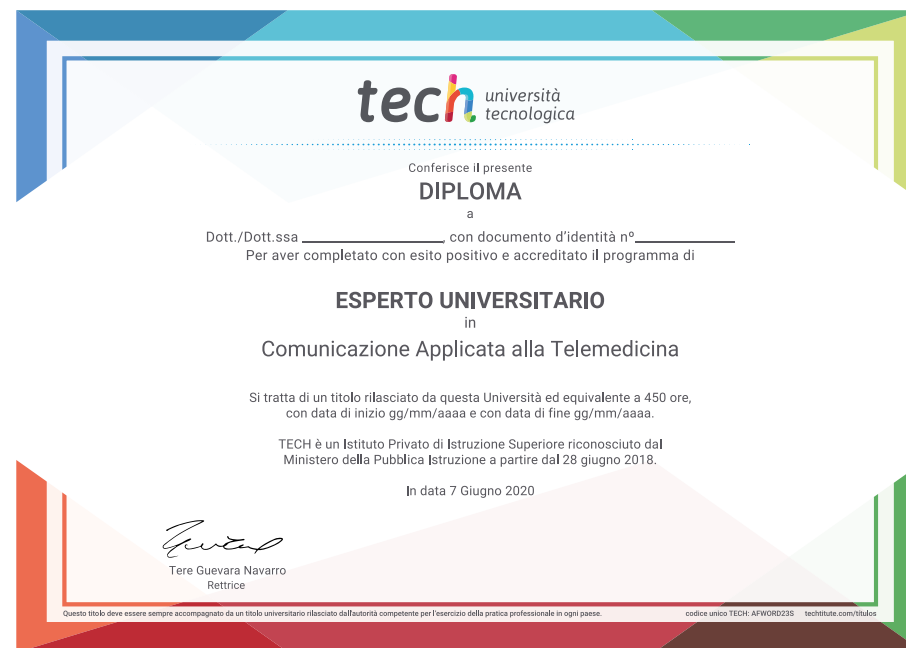 tech università
tecnologica
Conferisce il presente
DIPLOMA
a
Dott./Dott.ssa ____________________, con documento d'identità nº______________
Per aver completato con esito positivo e accreditato il programma di
ESPERTO UNIVERSITARIO
in
Comunicazione Applicata alla Telemedicina
Si tratta di un titolo rilasciato da questa Università ed equivalente a 450 ore,
con data di inizio gg/mm/aaaa e con data di fine gg/mm/aaaa.
TECH è un Istituto Privato di Istruzione Superiore riconosciuto dal
Ministero della Pubblica Istruzione a partire dal 28 giugno 2018.
In data 7 Giugno 2020
Tere Guevara Navarro
Rettrice
Questo titolo deve essere sempre accompagnato da un titolo universitario rilasciato dall'autorità competente per l'esercizio della pratica professionale in ogni paese. codice unico TECH: AFWORD23S techtitute.com/titulos